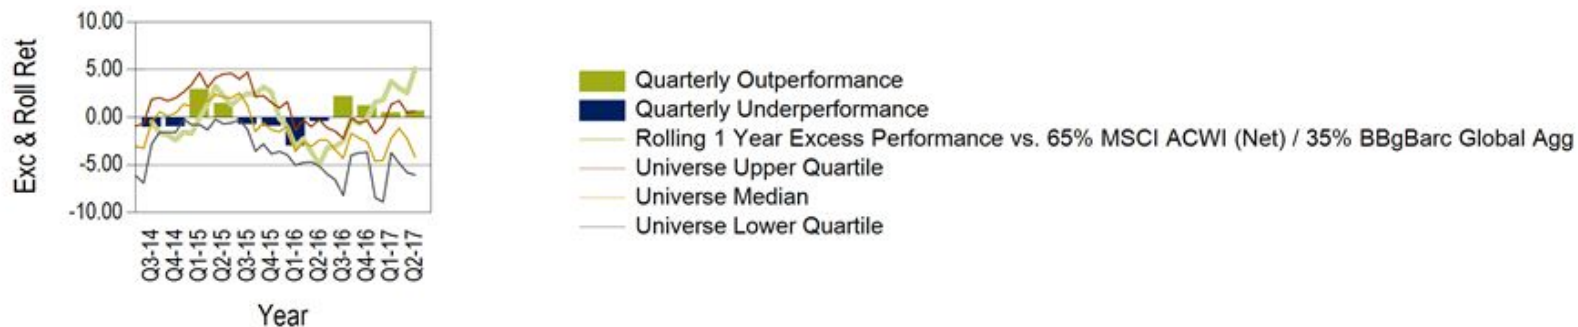 Exc & Roll Ret
10.00
5.00
0.00
-5.00
-10.00
Q3-14
Q4-14
Q1-15
Q2-15
Q3-15
Q4-15
Q1-16
Q2-16
Q3-16
Q4-16
Q1-17
Q2-17
Year
Quarterly Outperformance
Quarterly Underperformance
Rolling 1 Year Excess Performance vs. 65% MSCI ACWI (Net) / 35% BBgBarc Global Agg
Universe Upper Quartile
Universe Median
Universe Lower Quartile